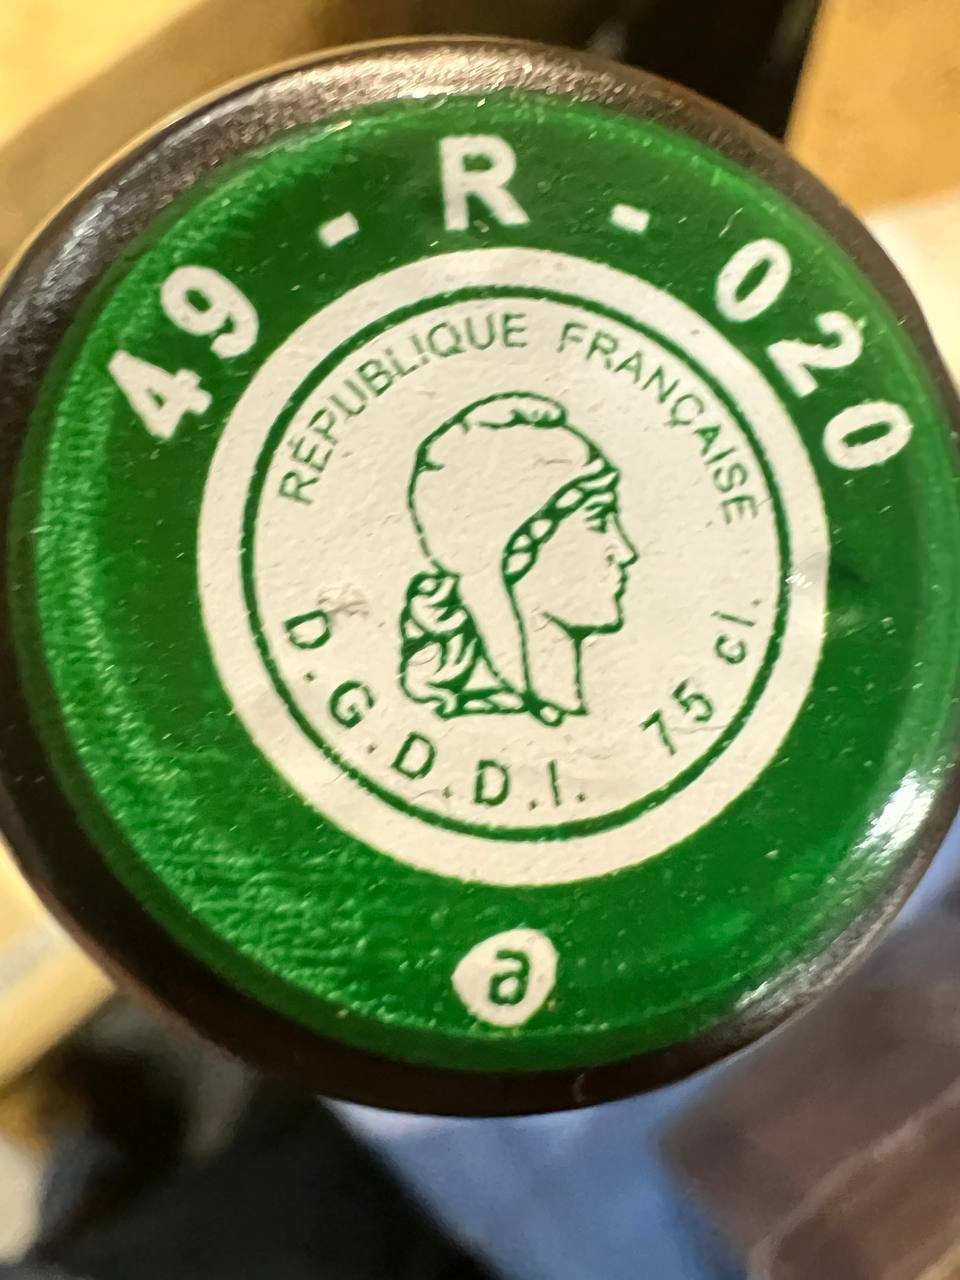 49 - R - 020
RÉPUBLIQUE FRANÇAISE
D.G.D.D.I. 75 cl.
a